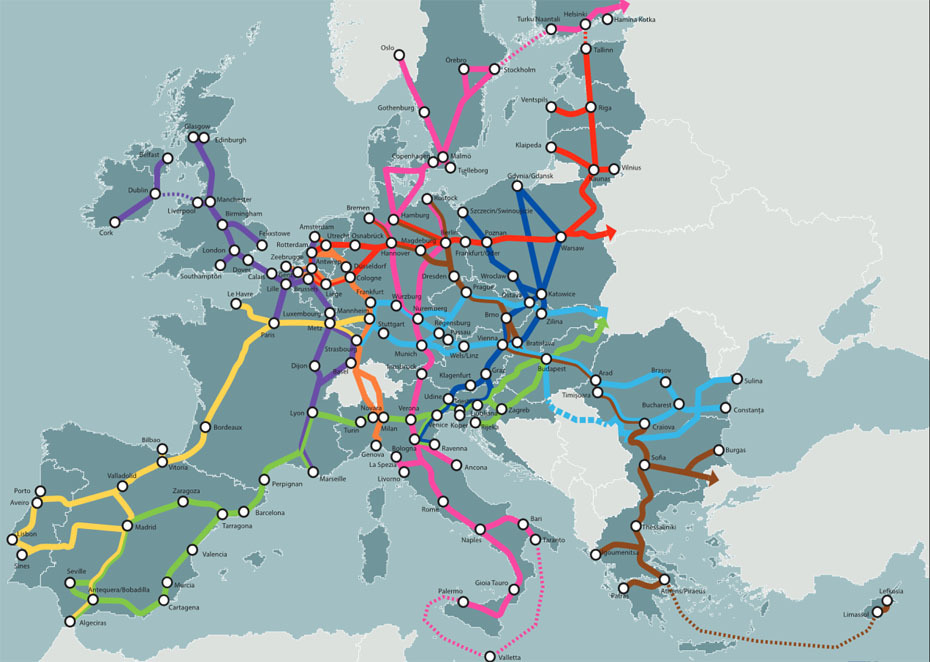 Helsinki
Turku/Naantali
Hamina Kotka
Oslo
Örebro
Stockholm
Tallinn
Gothenburg
Ventspils
Riga
Glasgow
Edinburgh
Klaipeda
Belfast
Copenhagen
Malmö
Trelleborg
Vilnius
Kaunas
Gdynia/Gdansk
Dublin
Manchester
Liverpool
Rostock
Cork
Birmingham
Bremen
Hamburg
Szczecin/Swinoujscie
Amsterdam
Felixstowe
Rotterdam
Utrecht
Osnabrück
Magdeburg
Berlin
Poznan
Warsaw
London
Hannover
Frankfurt/Oder
Zeebrugge
Antwerp
Southampton
Dover
Calais
Düsseldorf
Cologne
Dresden
Wroclaw
Lille
Brussels
Liège
Prague
Katowice
Ostava
Frankfurt
Le Havre
Würzburg
Luxembourg
Mannheim
Nuremberg
Brno
Zilina
Paris
Metz
Stuttgart
Regensburg
Passau
Vienna
Bratislava
Strasbourg
Munich
Wels/Linz
Dijon
Basel
Innsbruck
Klagenfurt
Graz
Budapest
Arad
Brașov
Sulina
Timișoara
Udine
Bucharest
Constanța
Lyon
Novara
Verona
Zagreb
Turin
Milan
Venice
Koper
Rijeka
Craiova
Bordeaux
Bilbao
Genova
Bologna
Ravenna
Sofia
Burgas
Vitoria
La Spezia
Ancona
Marseille
Livorno
Valladolid
Perpignan
Porto
Zaragoza
Aveiro
Rome
Barcelona
Madrid
Tarragona
Bari
Thessaloniki
Lisbon
Naples
Taranto
Sines
Valencia
Igoumenitsa
Seville
Murcia
Gioia Tauro
Athens/Piraeus
Antequera/Bobadilla
Palermo
Patras
Lefkosia
Cartagena
Limassol
Algeciras
Valletta